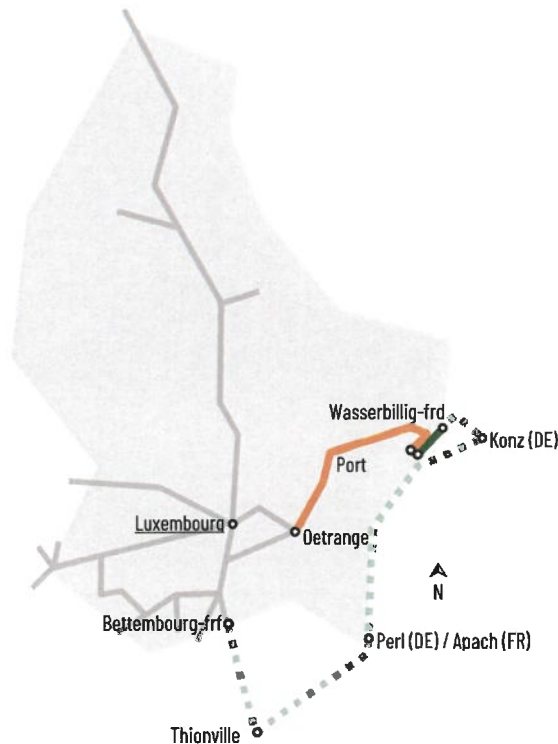 Wasserbillig-frd
Konz (DE)
Port
Luxembourg
Oetrange
N
Bettembourg-frf
Perl (DE) / Apach (FR)
Thionville